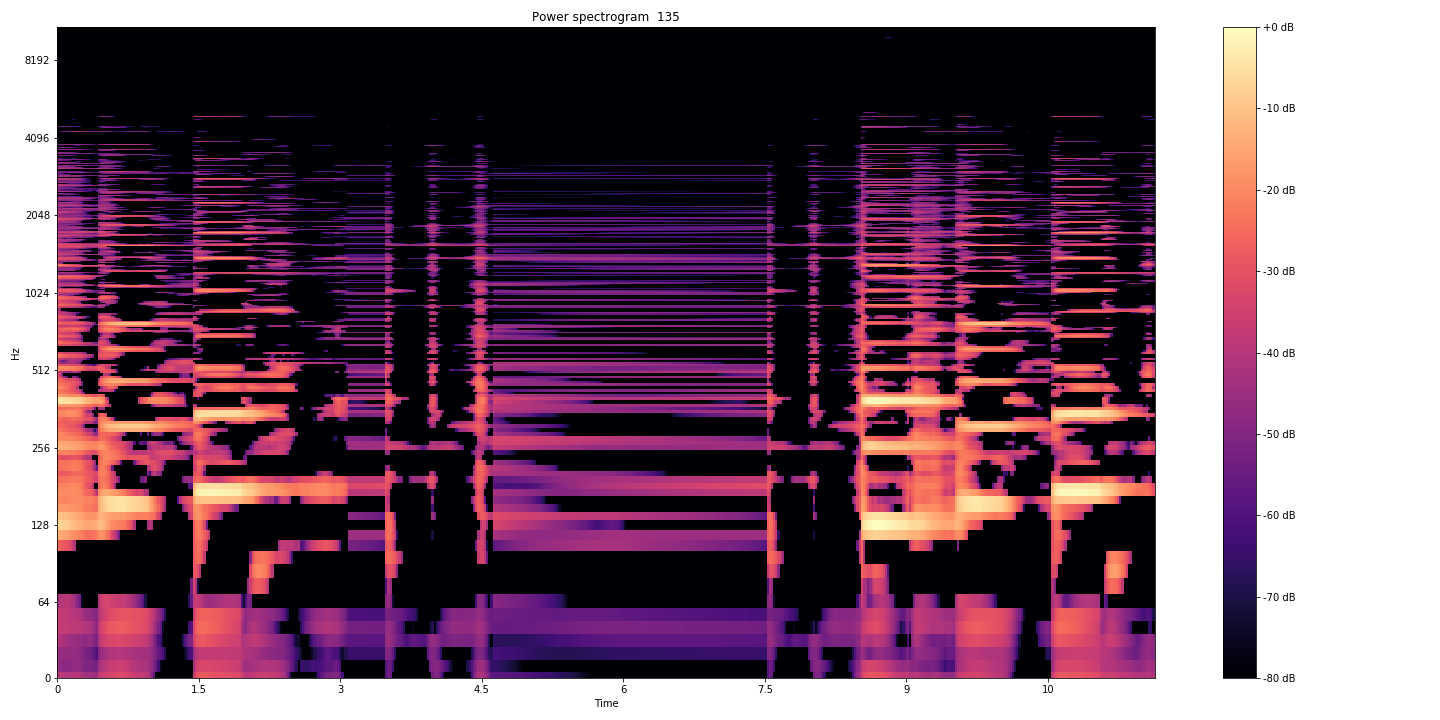 Power spectrogram  135
Hz
8192
4096
2048
1024
512
256
128
64
0
0 1.5 3 4.5 6 7.5 9 10
Time
+0 dB
-10 dB
-20 dB
-30 dB
-40 dB
-50 dB
-60 dB
-70 dB
-80 dB